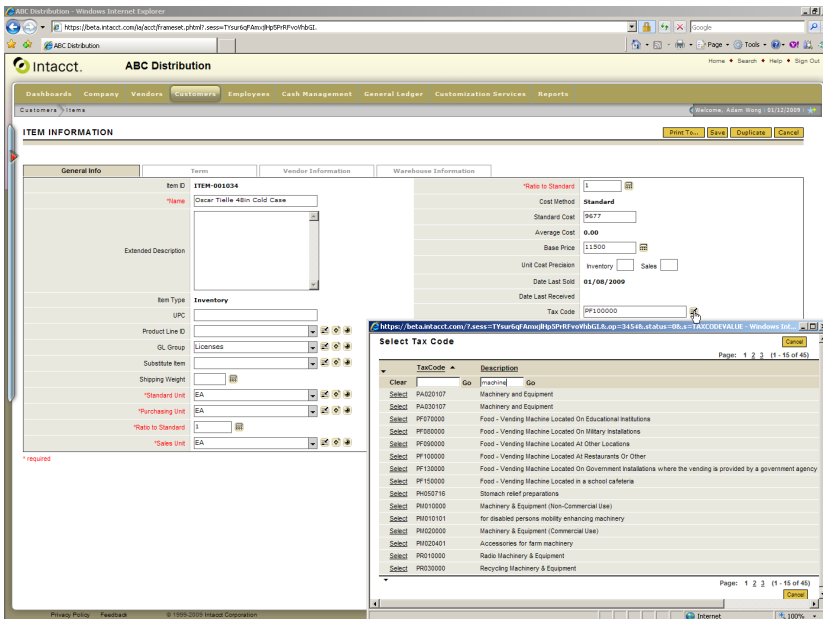 ABC Distribution - Windows Internet Explorer
https://beta.intacct.com/ia/acct/frameset.phtml?.sess=TYsur6qFAmxJlHp5PrRFvoVhbGI.
Google
ABC Distribution
Page Tools
Intacct. ABC Distribution
Home Search Help Sign Out
Dashboards Company Vendors Customers Employees Cash Management General Ledger Customization Services Reports
Customers Items
Welcome, Adam Wong | 01/12/2009
ITEM INFORMATION
Print To... Save Duplicate Cancel
General Info Term Vendor Information Warehouse Information
Item ID ITEM-001034
*Name Oscar Tielle 48in Cold Case
Extended Description
Item Type Inventory
UPC
Product Line ID
GL Group Licenses
Substitute Item
Shipping Weight
*Standard Unit EA
*Purchasing Unit EA
*Ratio to Standard 1
*Sales Unit EA
* required
*Ratio to Standard 1
Cost Method Standard
Standard Cost 9677
Average Cost 0.00
Base Price 11500
Unit Cost Precision Inventory Sales
Date Last Sold 01/08/2009
Date Last Received
Tax Code PF100000
https://beta.intacct.com/?.sess=TYsur6qFAmxJlHp5PrRFvoVhbGI.&.op=3454&.status=0&.s=TAXCODEVALUE - Windows Int...
Select Tax Code
Cancel
Page: 1 2 3 (1 - 15 of 45)
TaxCode Description
Clear Go machine Go
Select PA020107 Machinery and Equipment
Select PA030107 Machinery and Equipment
Select PF070000 Food - Vending Machine Located On Educational Institutions
Select PF080000 Food - Vending Machine Located On Military Installations
Select PF090000 Food - Vending Machine Located At Other Locations
Select PF100000 Food - Vending Machine Located At Restaurants Or Other
Select PF130000 Food - Vending Machine Located On Government Installations where the vending is provided by a government agency
Select PF150000 Food - Vending Machine Located in a school cafeteria
Select PH050716 Stomach relief preparations
Select PM010000 Machinery & Equipment (Non-Commercial Use)
Select PM010101 for disabled persons mobility enhancing machinery
Select PM020000 Machinery & Equipment (Commercial Use)
Select PM020401 Accessories for farm machinery
Select PR010000 Radio Machinery & Equipment
Select PR030000 Recycling Machinery & Equipment
Page: 1 2 3 (1 - 15 of 45)
Cancel
Internet 100%
Privacy Policy Feedback © 1999-2009 Intacct Corporation